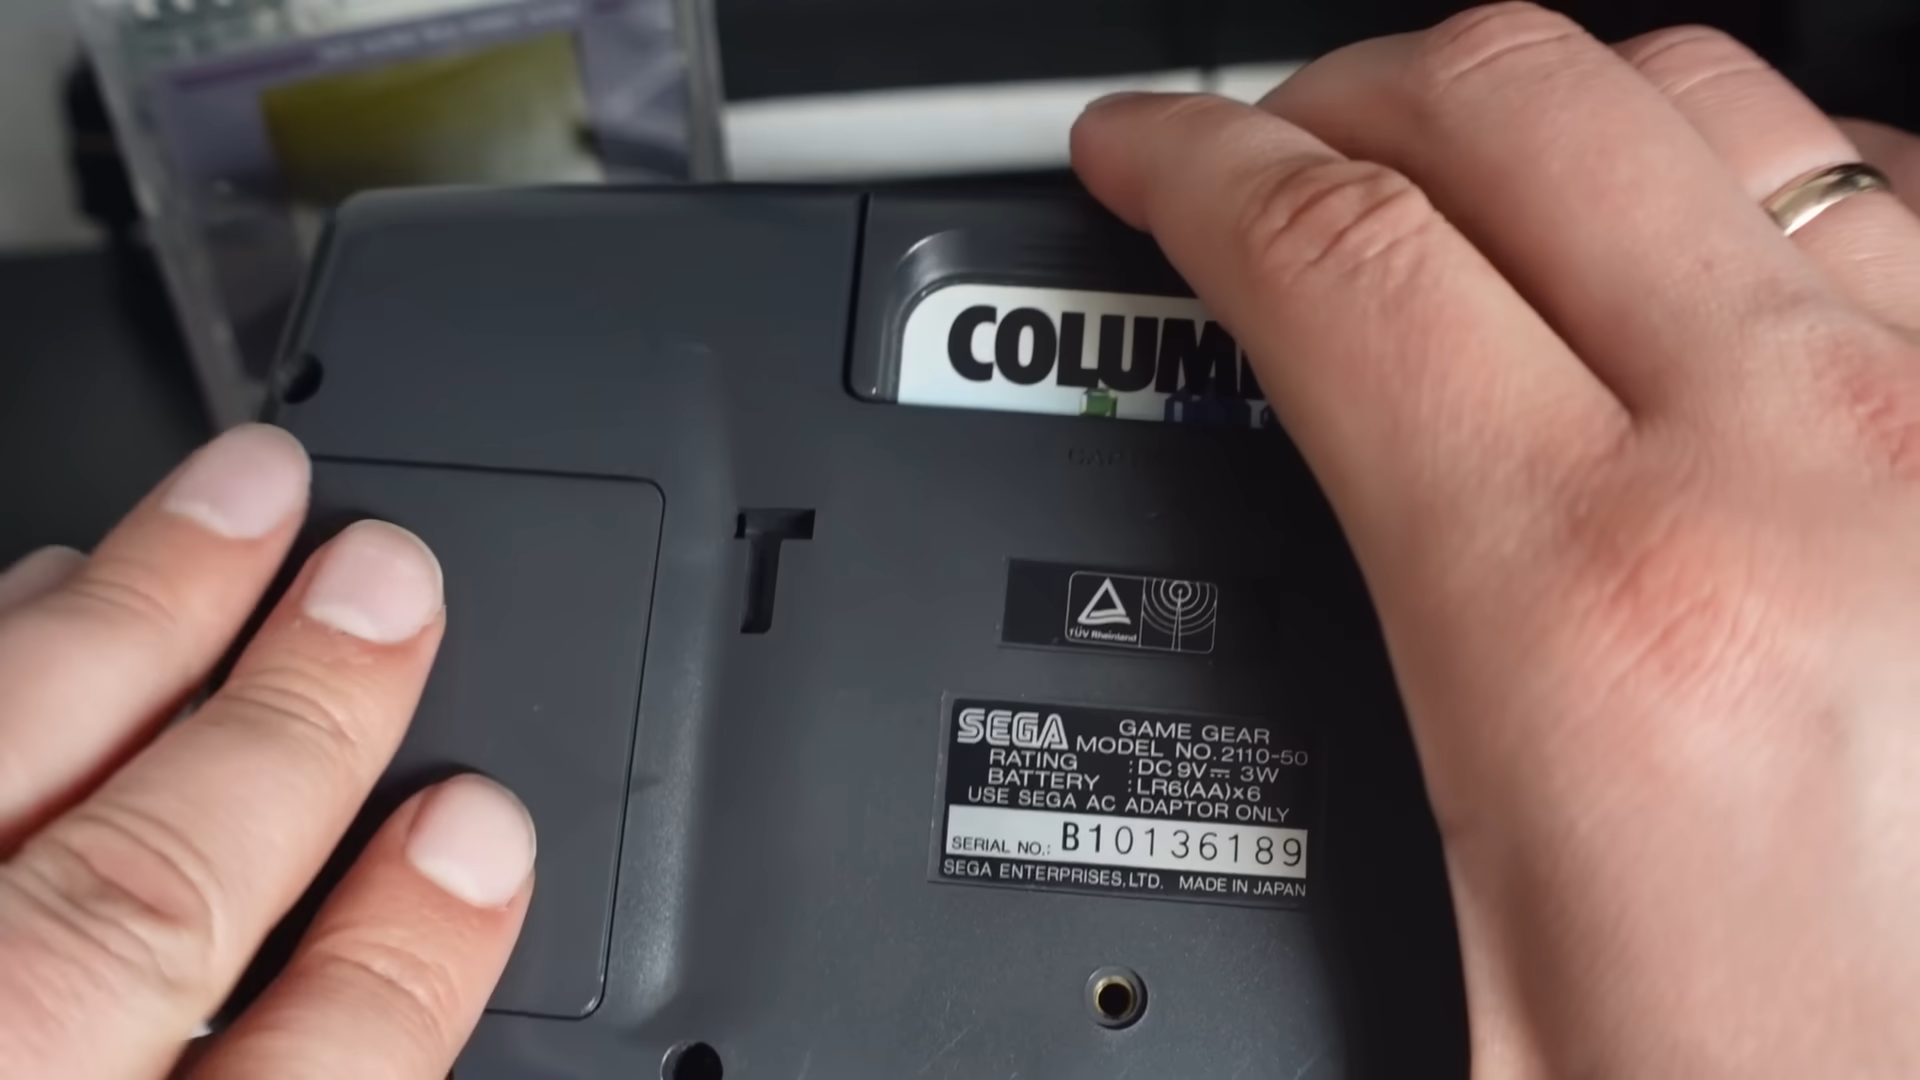 COLUM
TÜV Rheinland
SEGA GAME GEAR
MODEL NO.2110-50
RATING :DC 9V⎓ 3W
BATTERY :LR6(AA)x6
USE SEGA AC ADAPTOR ONLY
SERIAL NO.: B10136189
SEGA ENTERPRISES,LTD. MADE IN JAPAN